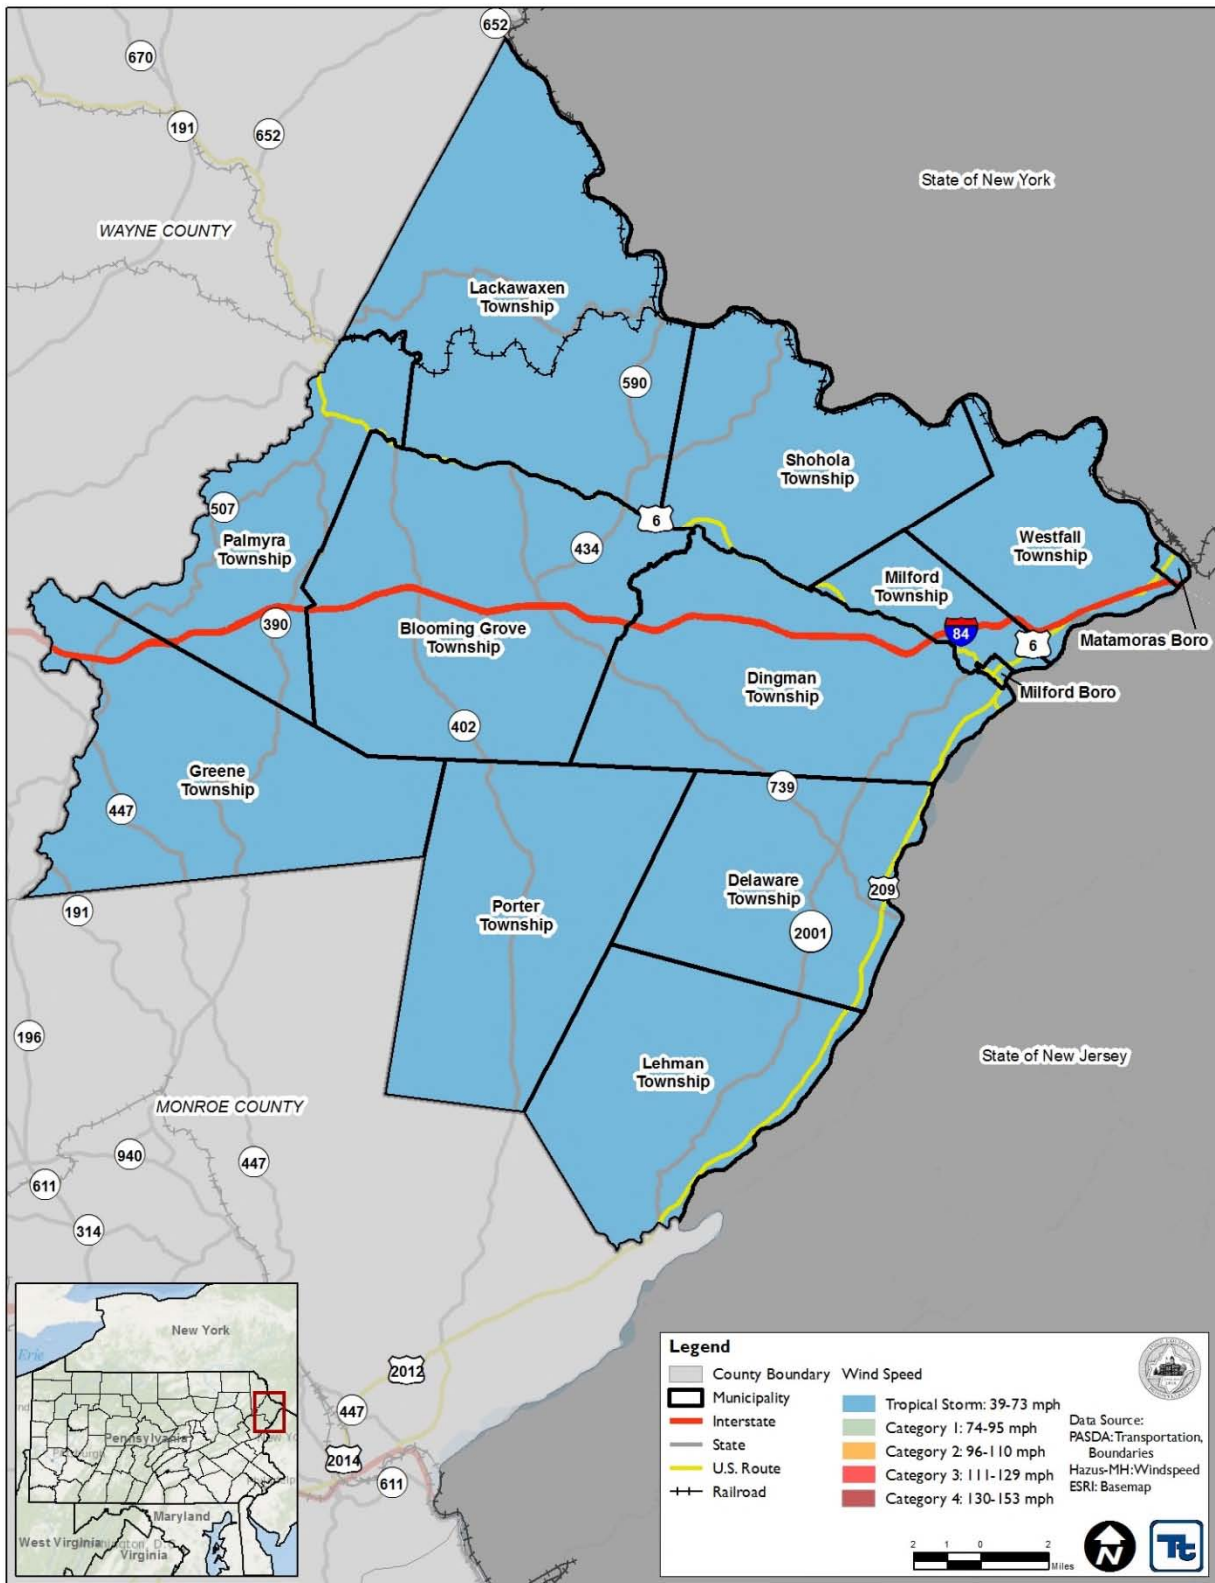 652
670
191
652
State of New York
WAYNE COUNTY
Lackawaxen
Township
590
Shohola
Township
507
6
Palmyra
Township
434
Westfall
Township
Milford
Township
390
Blooming Grove
Township
84
6
Matamoras Boro
Dingman
Township
Milford Boro
402
Greene
Township
739
447
Delaware
Township
209
191
Porter
Township
2001
196
State of New Jersey
Lehman
Township
MONROE COUNTY
940
447
611
314
New York
Erie
Pennsylvania
Maryland
West Virginia
Virginia
2012
447
2014
611
Legend
County Boundary
Municipality
Interstate
State
U.S. Route
Railroad
Wind Speed
Tropical Storm: 39-73 mph
Category 1: 74-95 mph
Category 2: 96-110 mph
Category 3: 111-129 mph
Category 4: 130-153 mph
Data Source:
PASDA: Transportation,
Boundaries
Hazus-MH: Windspeed
ESRI: Basemap
2 1 0 2
Miles
N
Tt